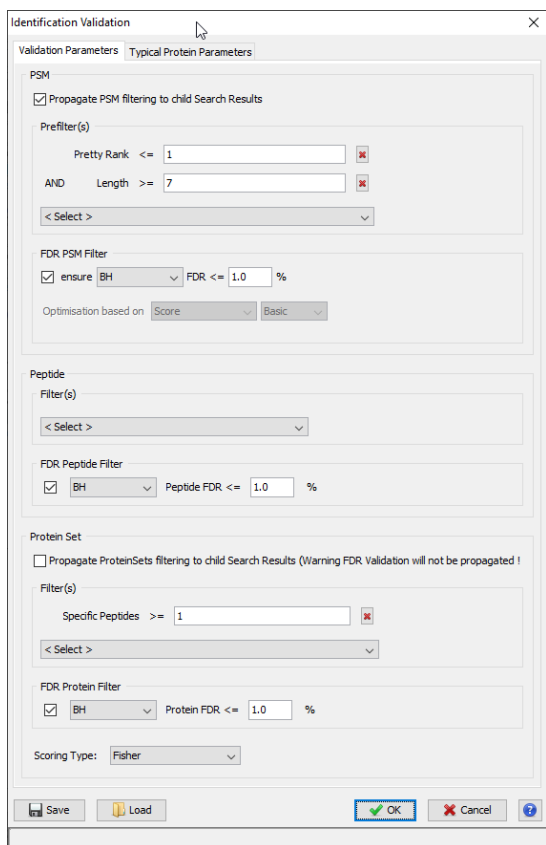 Identification Validation
Validation Parameters Typical Protein Parameters
PSM
Propagate PSM filtering to child Search Results
Prefilter(s)
Pretty Rank <= 1
AND Length >= 7
< Select >
FDR PSM Filter
ensure BH FDR <= 1.0 %
Optimisation based on Score Basic
Peptide
Filter(s)
< Select >
FDR Peptide Filter
BH Peptide FDR <= 1.0 %
Protein Set
Propagate ProteinSets filtering to child Search Results (Warning FDR Validation will not be propagated !
Filter(s)
Specific Peptides >= 1
< Select >
FDR Protein Filter
BH Protein FDR <= 1.0 %
Scoring Type: Fisher
Save Load OK Cancel ?